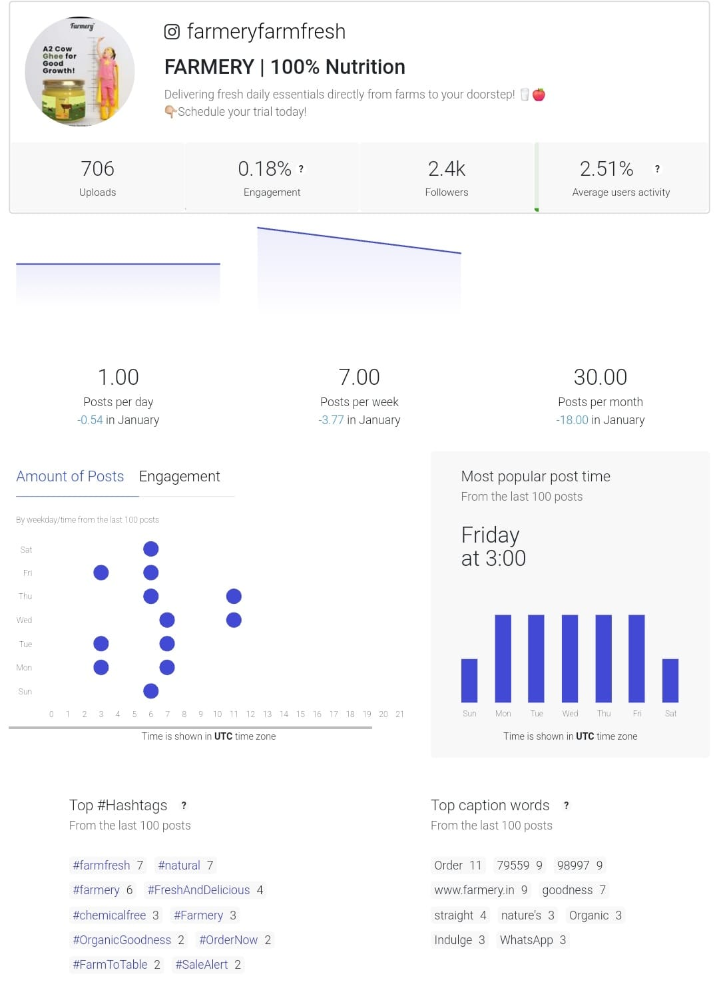 Farmery
A2 Cow
Ghee for
Good
Growth!
farmeryfarmfresh
FARMERY | 100% Nutrition
Delivering fresh daily essentials directly from farms to your doorstep! 🥛🍎
👇🏼Schedule your trial today!
706
Uploads
0.18% ?
Engagement
2.4k
Followers
2.51% ?
Average users activity
1.00
Posts per day
-0.54 in January
7.00
Posts per week
-3.77 in January
30.00
Posts per month
-18.00 in January
Amount of Posts Engagement
By weekday/time from the last 100 posts
Sat
Fri
Thu
Wed
Tue
Mon
Sun
0 1 2 3 4 5 6 7 8 9 10 11 12 13 14 15 16 17 18 19 20 21
Time is shown in UTC time zone
Most popular post time
From the last 100 posts
Friday
at 3:00
Sun Mon Tue Wed Thu Fri Sat
Time is shown in UTC time zone
Top #Hashtags ?
From the last 100 posts
#farmfresh 7 #natural 7
#farmery 6 #FreshAndDelicious 4
#chemicalfree 3 #Farmery 3
#OrganicGoodness 2 #OrderNow 2
#FarmToTable 2 #SaleAlert 2
Top caption words ?
From the last 100 posts
Order 11 79559 9 98997 9
www.farmery.in 9 goodness 7
straight 4 nature's 3 Organic 3
Indulge 3 WhatsApp 3